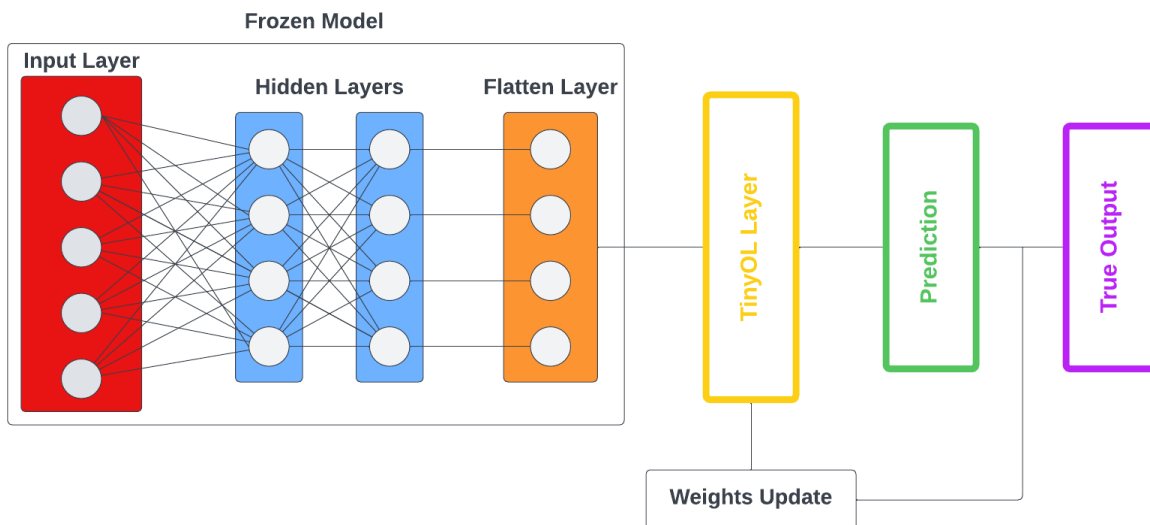 Frozen Model
Input Layer
Hidden Layers
Flatten Layer
TinyOL Layer
Prediction
True Output
Weights Update